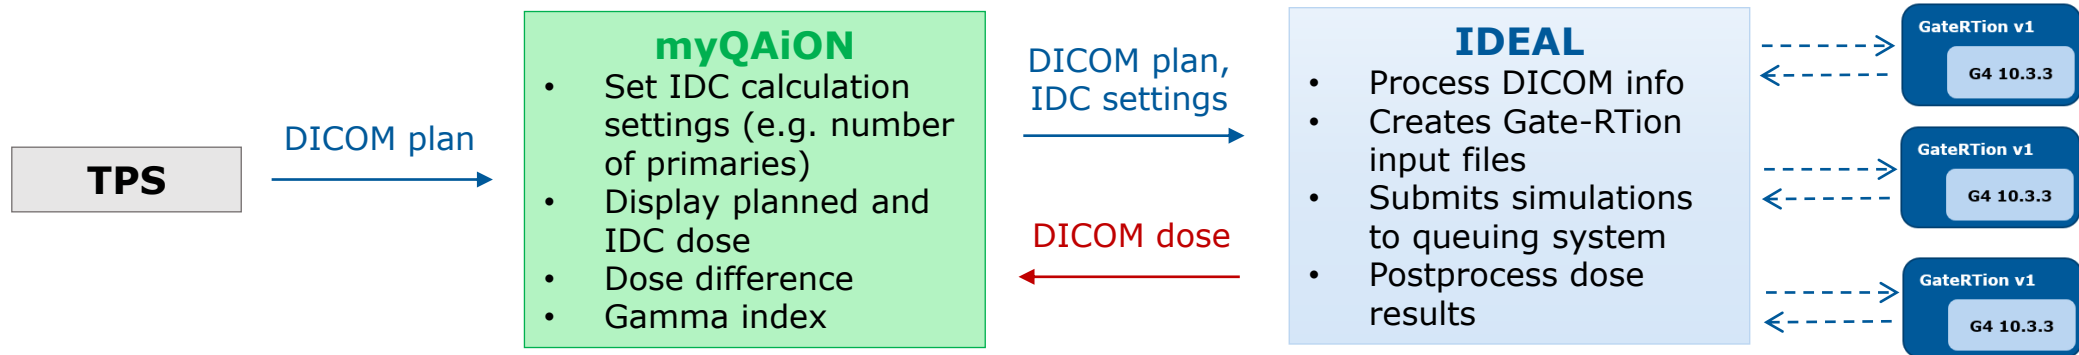 TPS
DICOM plan
myQAiON
• Set IDC calculation
settings (e.g. number
of primaries)
• Display planned and
IDC dose
• Dose difference
• Gamma index
DICOM plan,
IDC settings
DICOM dose
IDEAL
• Process DICOM info
• Creates Gate-RTion
input files
• Submits simulations
to queuing system
• Postprocess dose
results
GateRTion v1
G4 10.3.3
GateRTion v1
G4 10.3.3
GateRTion v1
G4 10.3.3